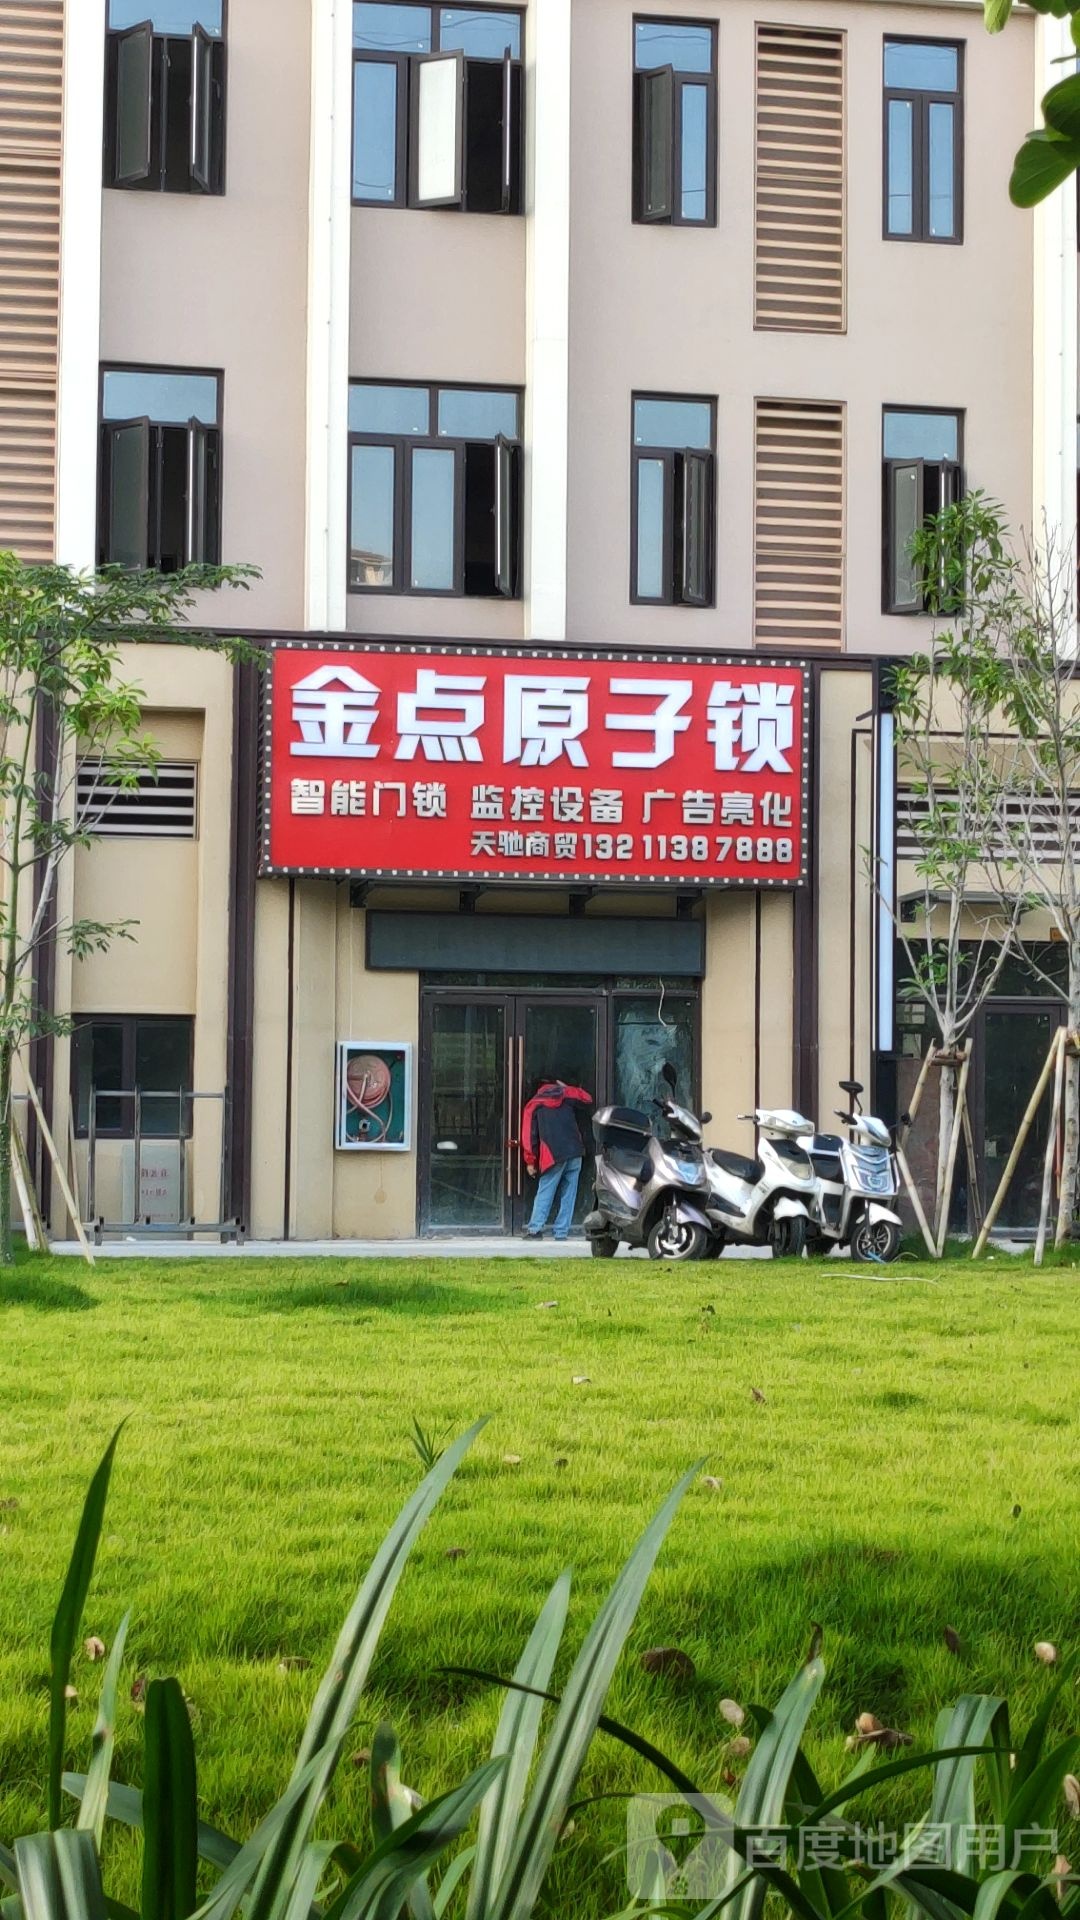 金点原子锁
智能门锁 监控设备 广告亮化
天驰商贸13211387888
百度地图用户